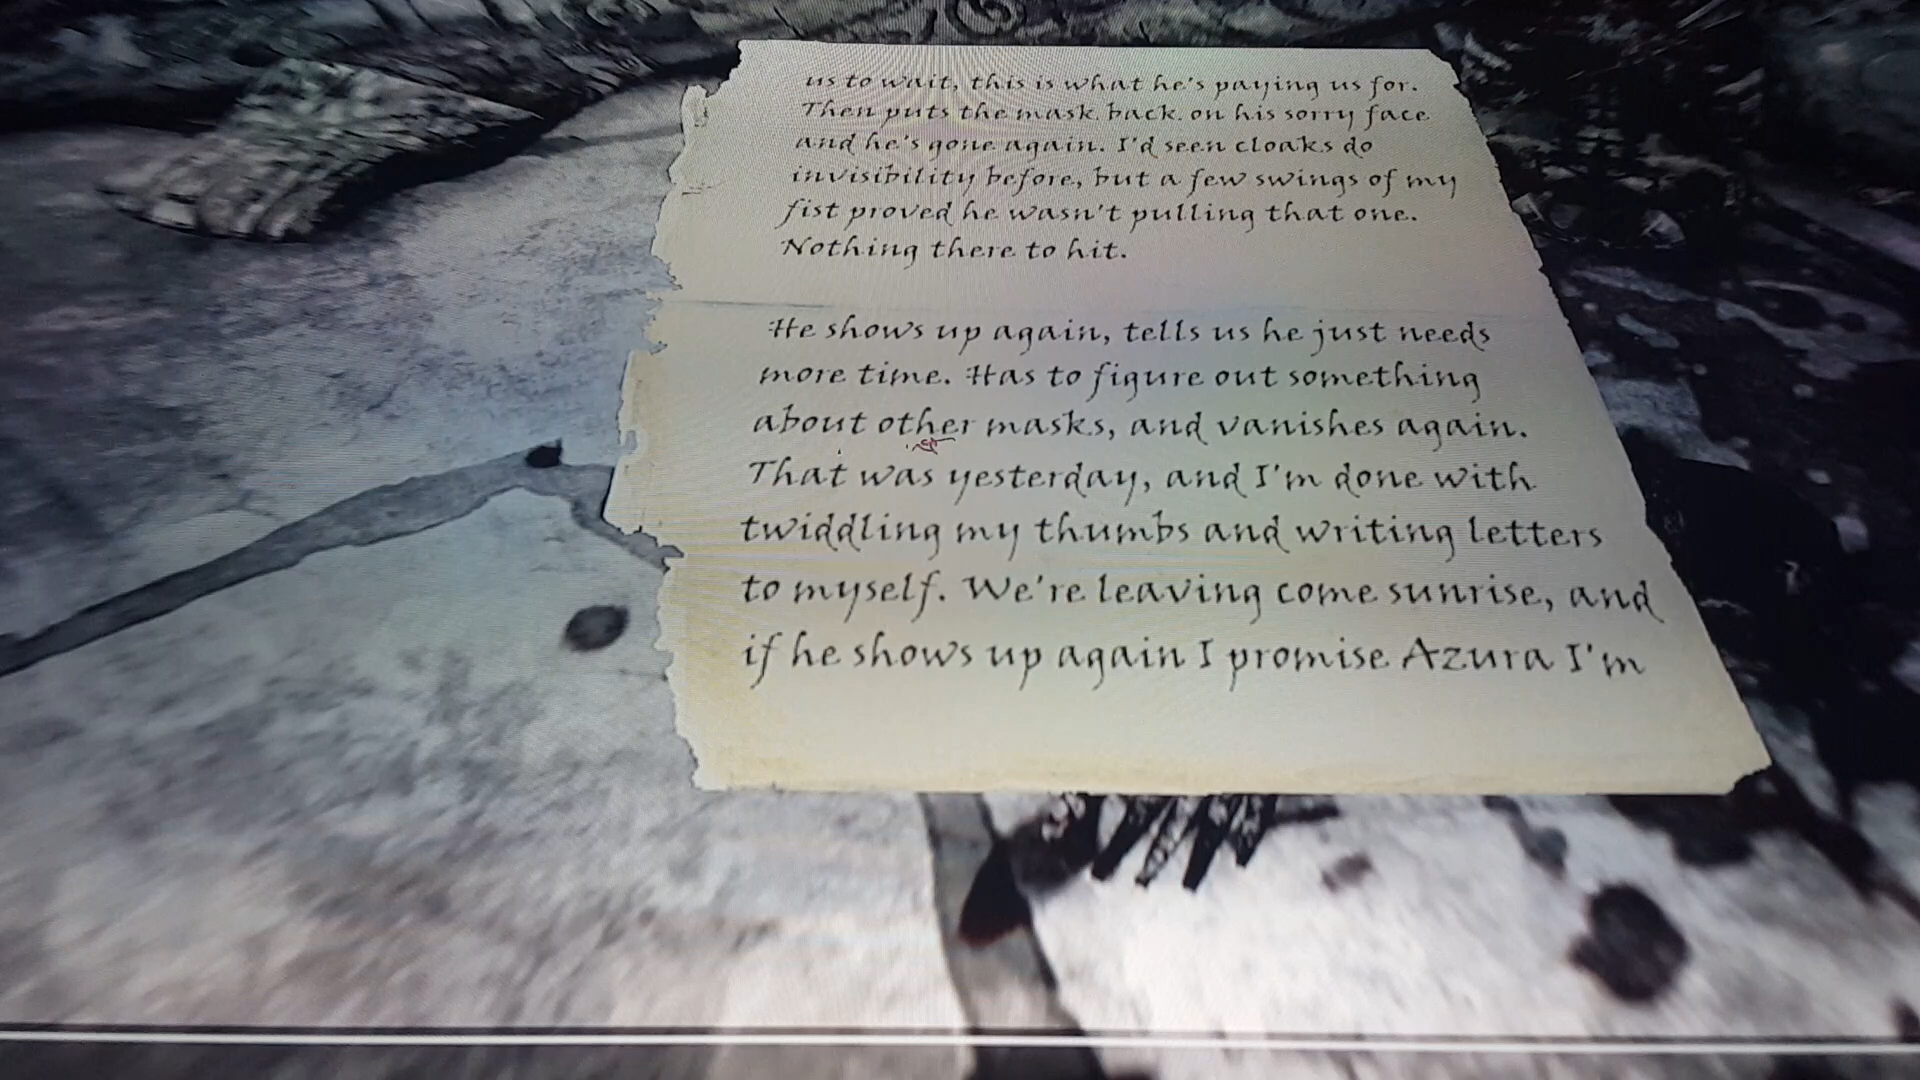 us to wait, this is what he's paying us for.
Then puts the mask back on his sorry face
and he's gone again. I'd seen cloaks do
invisibility before, but a few swings of my
fist proved he wasn't pulling that one.
Nothing there to hit.
He shows up again, tells us he just needs
more time. Has to figure out something
about other masks, and vanishes again.
That was yesterday, and I'm done with
twiddling my thumbs and writing letters
to myself. We're leaving come sunrise, and
if he shows up again I promise Azura I'm